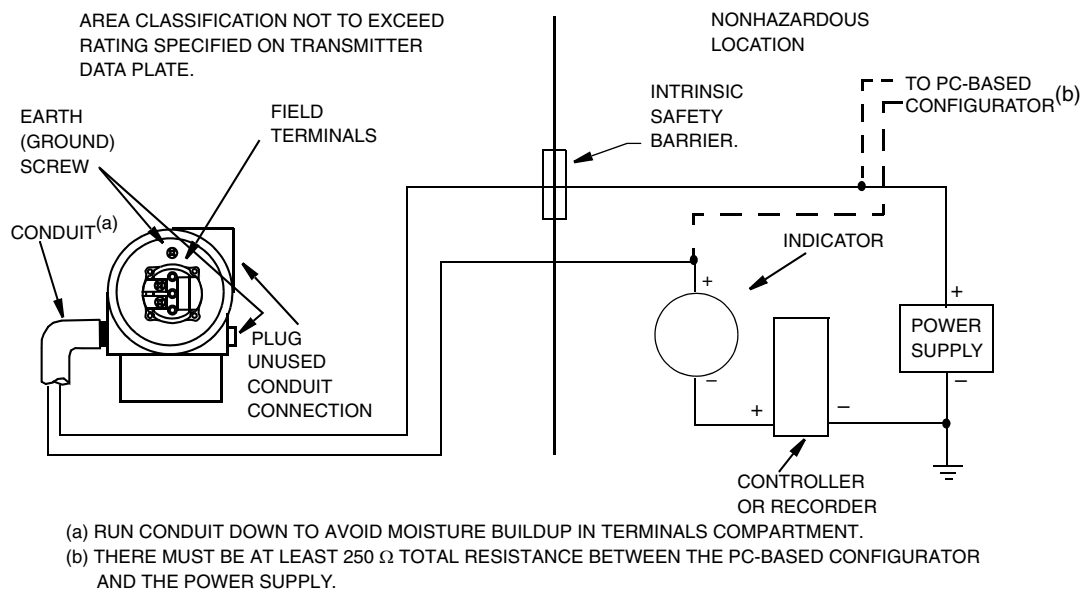 AREA CLASSIFICATION NOT TO EXCEED
RATING SPECIFIED ON TRANSMITTER
DATA PLATE.
NONHAZARDOUS
LOCATION
EARTH
(GROUND)
SCREW
FIELD
TERMINALS
INTRINSIC
SAFETY
BARRIER.
TO PC-BASED
CONFIGURATOR(b)
CONDUIT(a)
INDICATOR
+
−
+
−
+
−
POWER
SUPPLY
PLUG
UNUSED
CONDUIT
CONNECTION
CONTROLLER
OR RECORDER
(a) RUN CONDUIT DOWN TO AVOID MOISTURE BUILDUP IN TERMINALS COMPARTMENT.
(b) THERE MUST BE AT LEAST 250 Ω TOTAL RESISTANCE BETWEEN THE PC-BASED CONFIGURATOR
AND THE POWER SUPPLY.